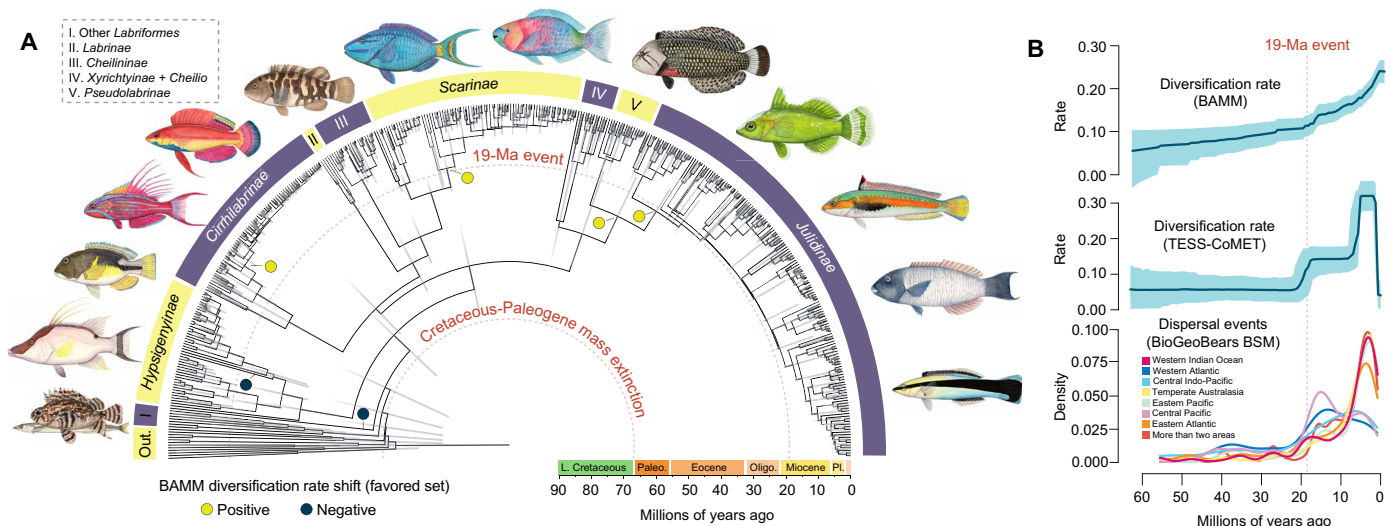 A
I. Other Labriformes
II. Labrinae
III. Cheilininae
IV. Xyrichtyinae + Cheilio
V. Pseudolabrinae
Out.
I
Hypsigenyinae
Cirrhilabrinae
II
III
Scarinae
IV
V
Julidinae
19-Ma event
Cretaceous-Paleogene mass extinction
BAMM diversification rate shift (favored set)
Positive
Negative
L. Cretaceous
Paleo.
Eocene
Oligo.
Miocene
Pl.
90 80 70 60 50 40 30 20 10 0
Millions of years ago
B
19-Ma event
0.30
0.20
0.10
0.00
Rate
Diversification rate
(BAMM)
0.30
0.20
0.10
0.00
Rate
Diversification rate
(TESS-CoMET)
0.100
0.075
0.050
0.025
0.000
Density
Dispersal events
(BioGeoBears BSM)
Western Indian Ocean
Western Atlantic
Central Indo-Pacific
Temperate Australasia
Eastern Pacific
Central Pacific
Eastern Atlantic
More than two areas
60 50 40 30 20 10 0
Millions of years ago